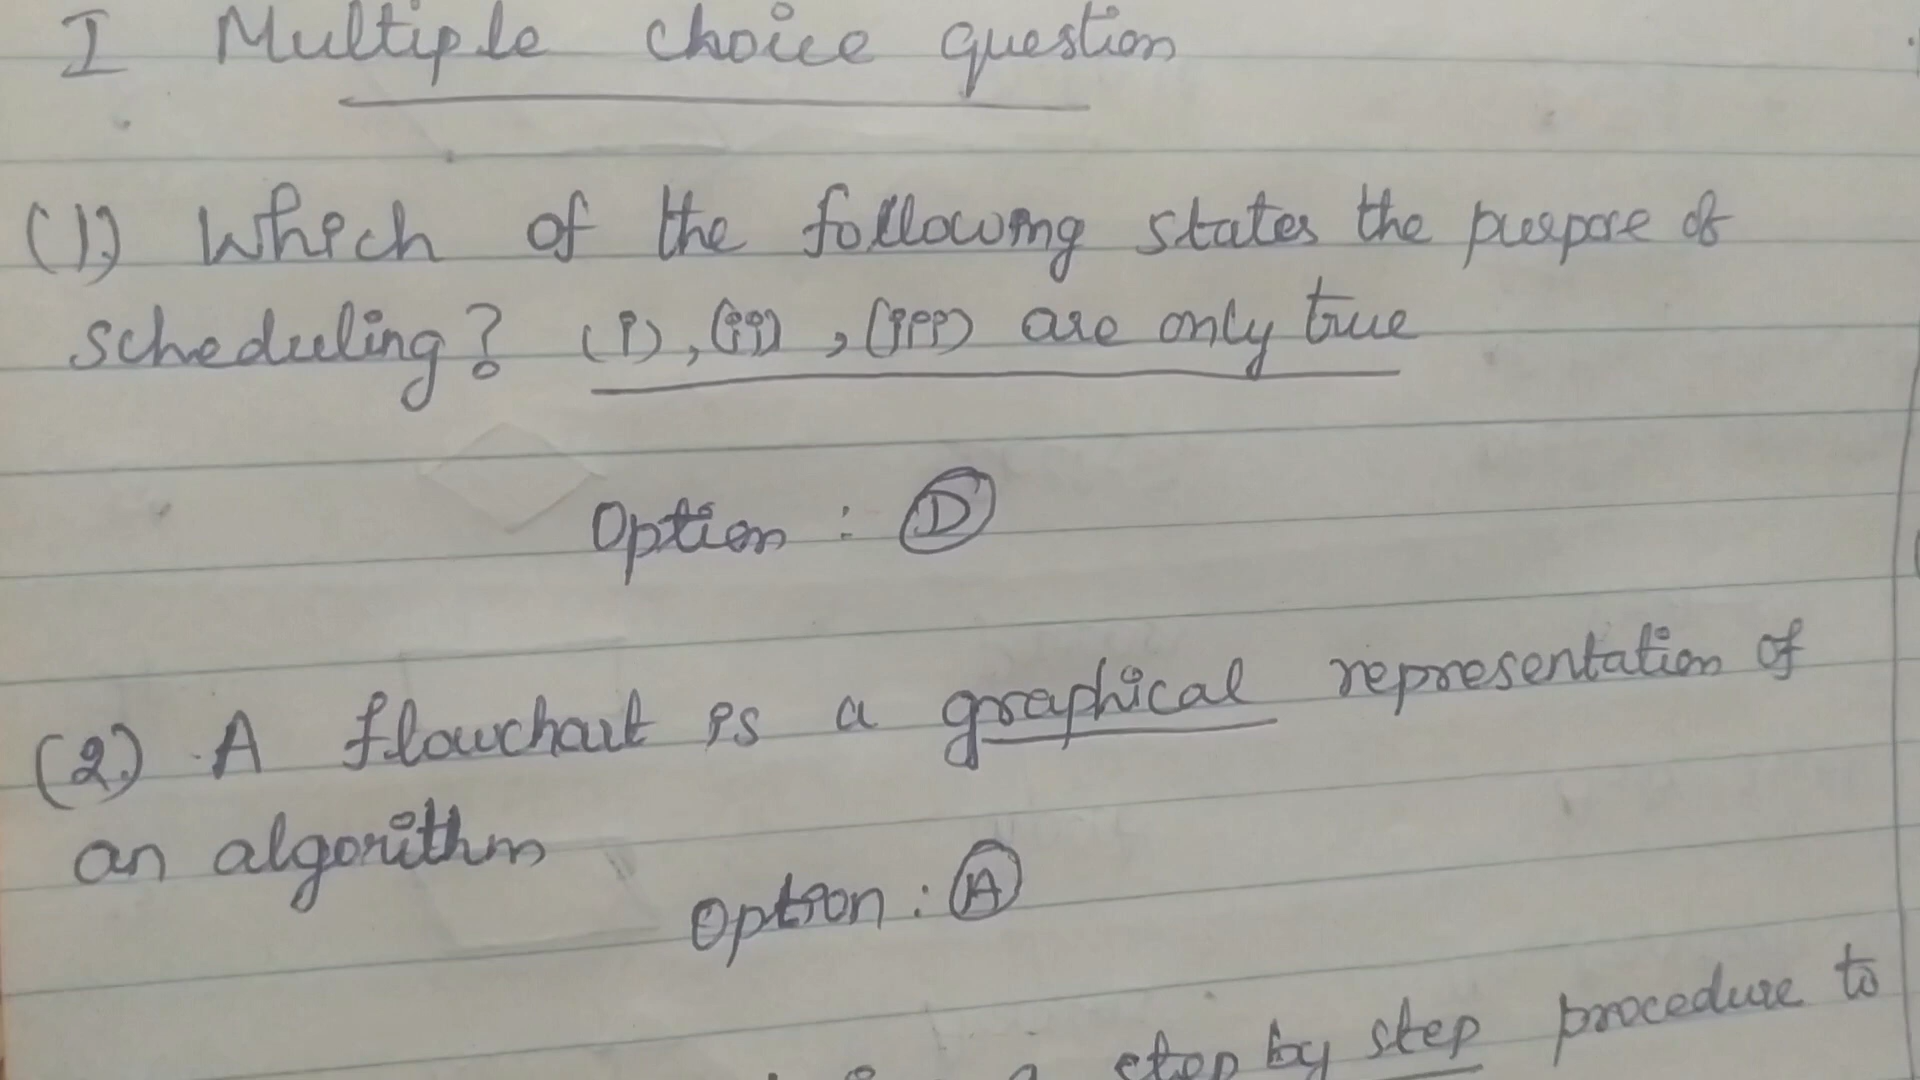 I Multiple choice question
(1.) Which of the following states the purpose of
scheduling? (i), (ii), (iii) are only true
Option : D
(2.) A flowchart is a graphical representation of
an algorithm
Option : A
a step by step procedure to